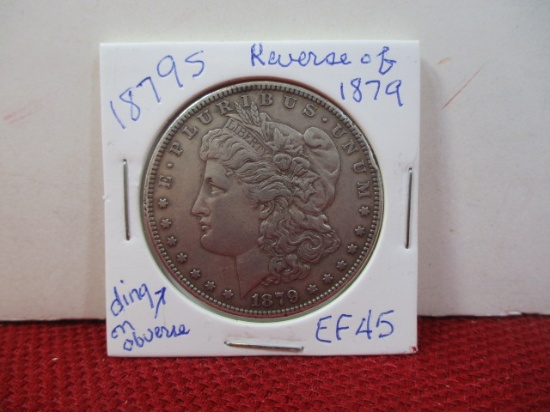 1879S
Reverse of
1879
E·PLURIBUS·UNUM
LIBERTY
1879
ding
on
obverse
EF45